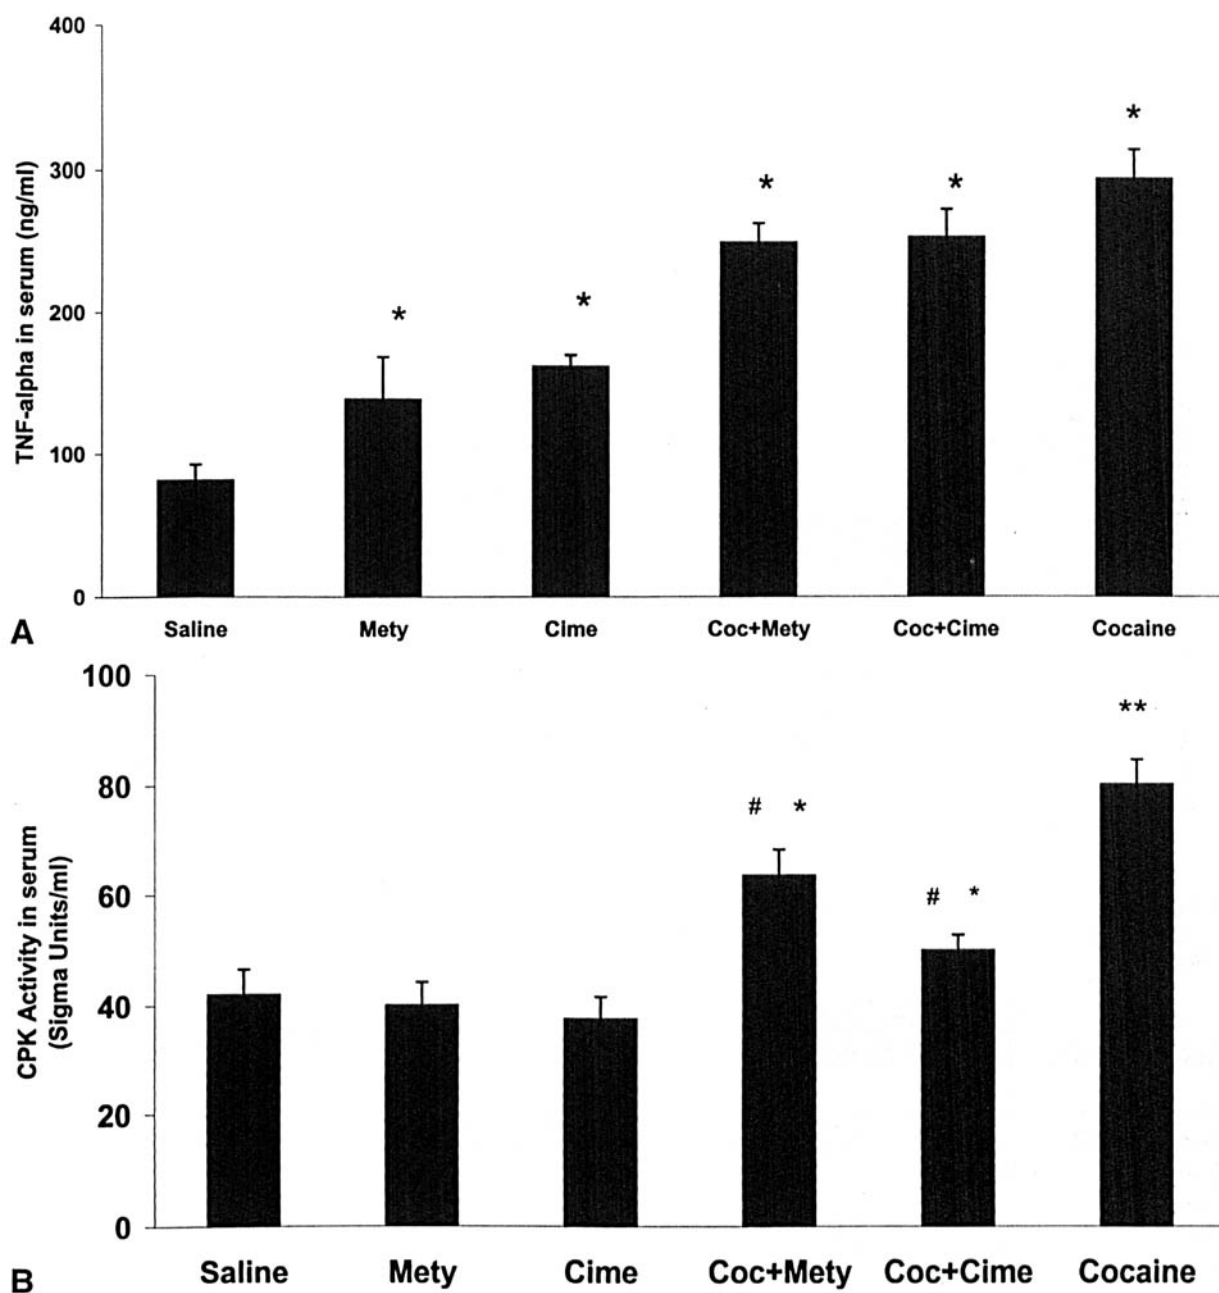 400
300
200
100
0
TNF-alpha in serum (ng/ml)
*
*
*
*
*
Saline Mety Cime Coc+Mety Coc+Cime Cocaine
A
100
80
60
40
20
0
CPK Activity in serum
(Sigma Units/ml)
# *
# *
**
Saline Mety Cime Coc+Mety Coc+Cime Cocaine
B